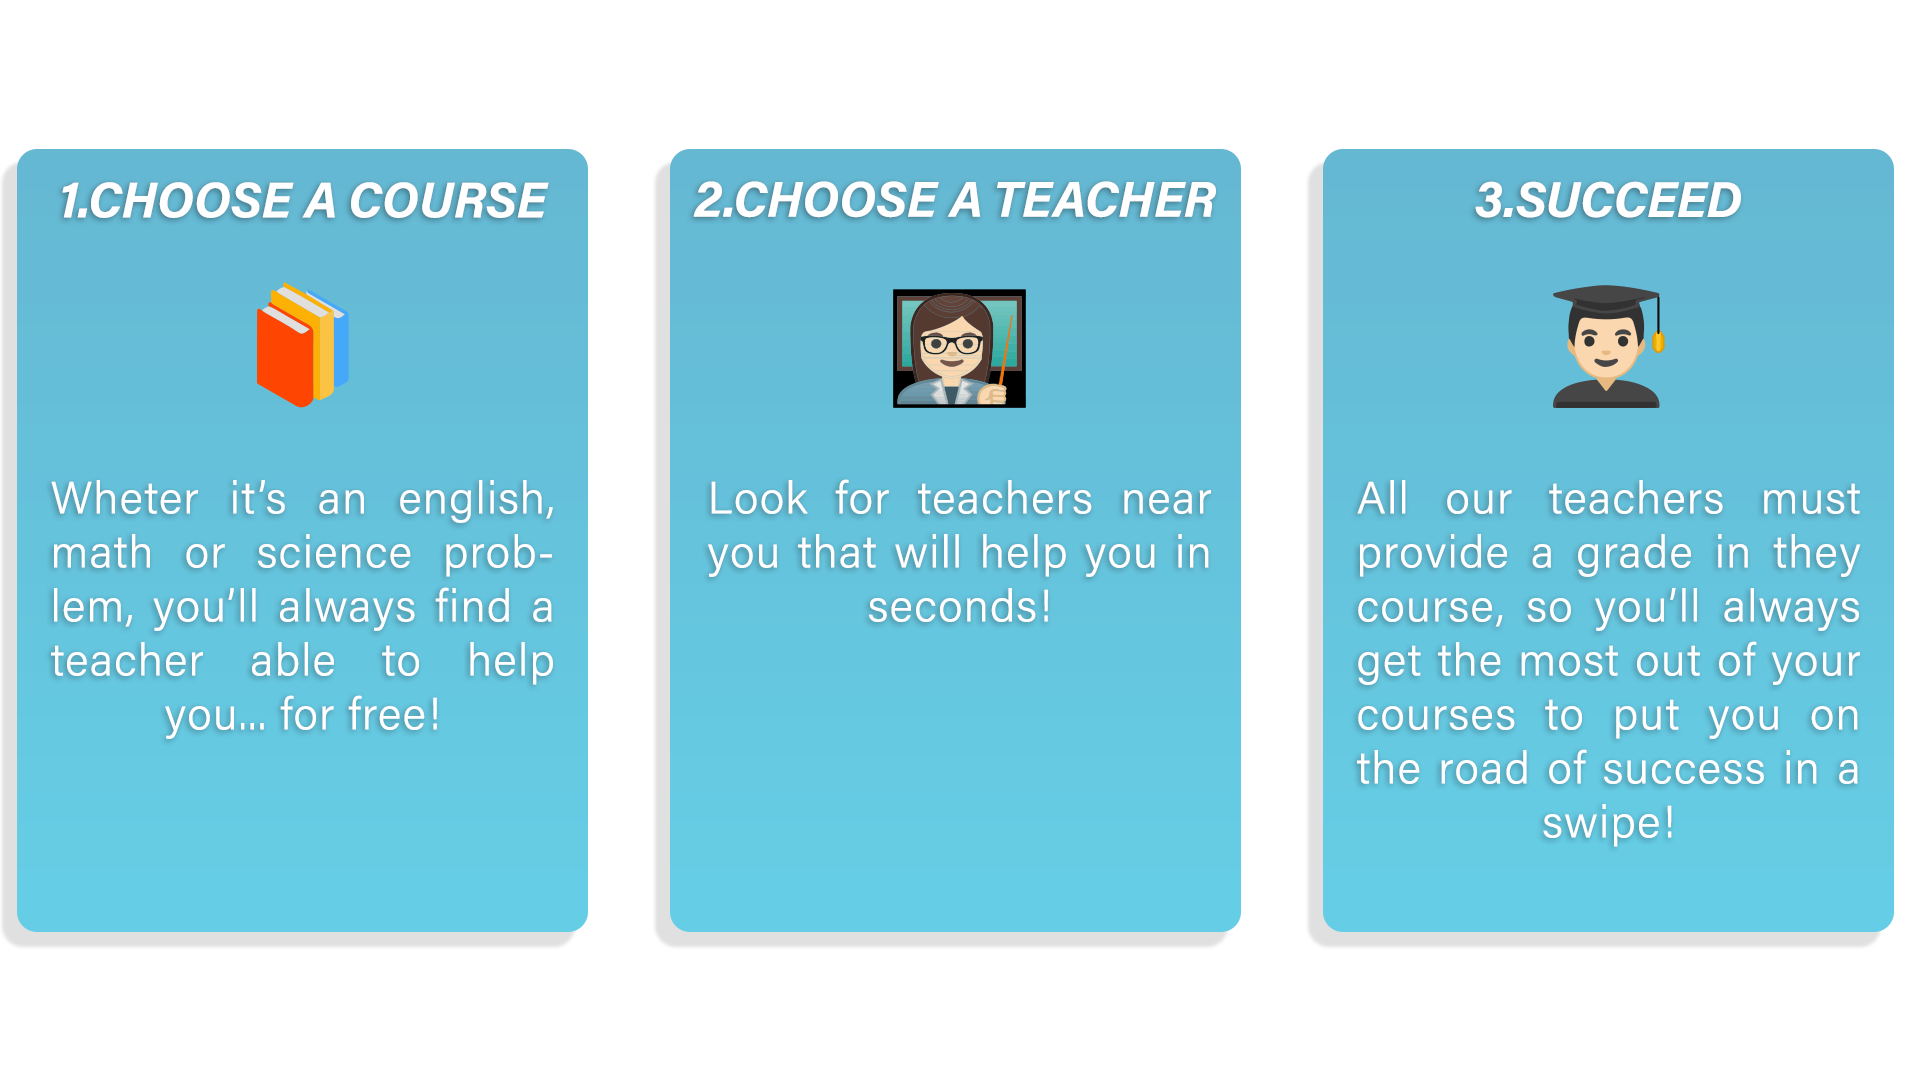 1.CHOOSE A COURSE
Wheter it’s an english,
math or science prob-
lem, you’ll always find a
teacher able to help
you... for free!
2.CHOOSE A TEACHER
Look for teachers near
you that will help you in
seconds!
3.SUCCEED
All our teachers must
provide a grade in they
course, so you’ll always
get the most out of your
courses to put you on
the road of success in a
swipe!